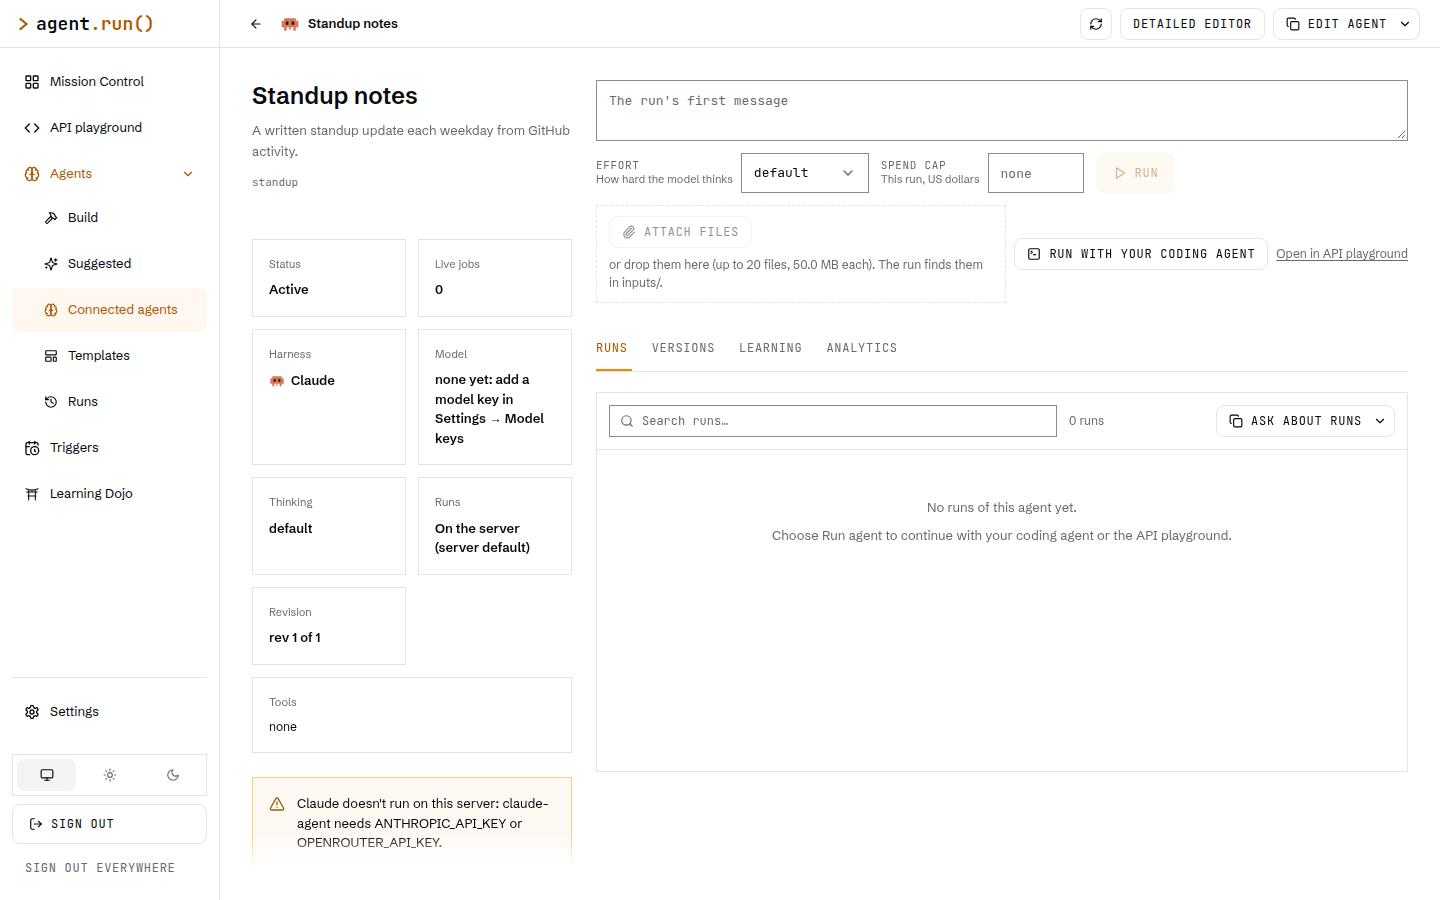 agent.run()
Standup notes
DETAILED EDITOR
EDIT AGENT
Mission Control
API playground
Agents
Build
Suggested
Connected agents
Templates
Runs
Triggers
Learning Dojo
Settings
SIGN OUT
SIGN OUT EVERYWHERE
Standup notes
A written standup update each weekday from GitHub
activity.
standup
Status
Active
Live jobs
0
Harness
Claude
Model
none yet: add a
model key in
Settings → Model
keys
Thinking
default
Runs
On the server
(server default)
Revision
rev 1 of 1
Tools
none
Claude doesn't run on this server: claude-
agent needs ANTHROPIC_API_KEY or
OPENROUTER_API_KEY.
The run's first message
EFFORT
How hard the model thinks
default
SPEND CAP
This run, US dollars
none
RUN
ATTACH FILES
or drop them here (up to 20 files, 50.0 MB each). The run finds them
in inputs/.
RUN WITH YOUR CODING AGENT
Open in API playground
RUNS
VERSIONS
LEARNING
ANALYTICS
Search runs…
0 runs
ASK ABOUT RUNS
No runs of this agent yet.
Choose Run agent to continue with your coding agent or the API playground.